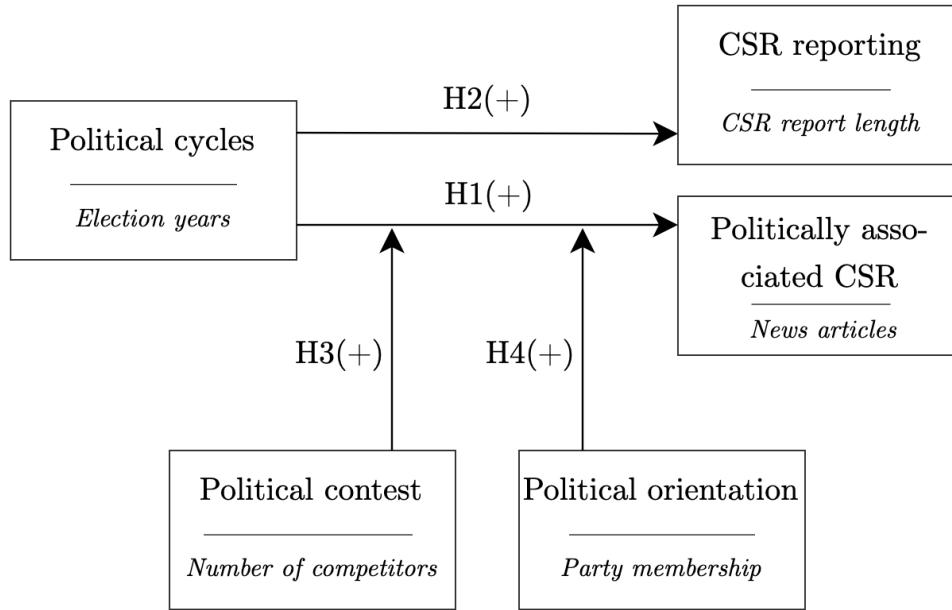 CSR reporting
CSR report length
H2(+)
Political cycles
Election years
H1(+)
Politically asso-
ciated CSR
News articles
H3(+)
H4(+)
Political contest
Number of competitors
Political orientation
Party membership